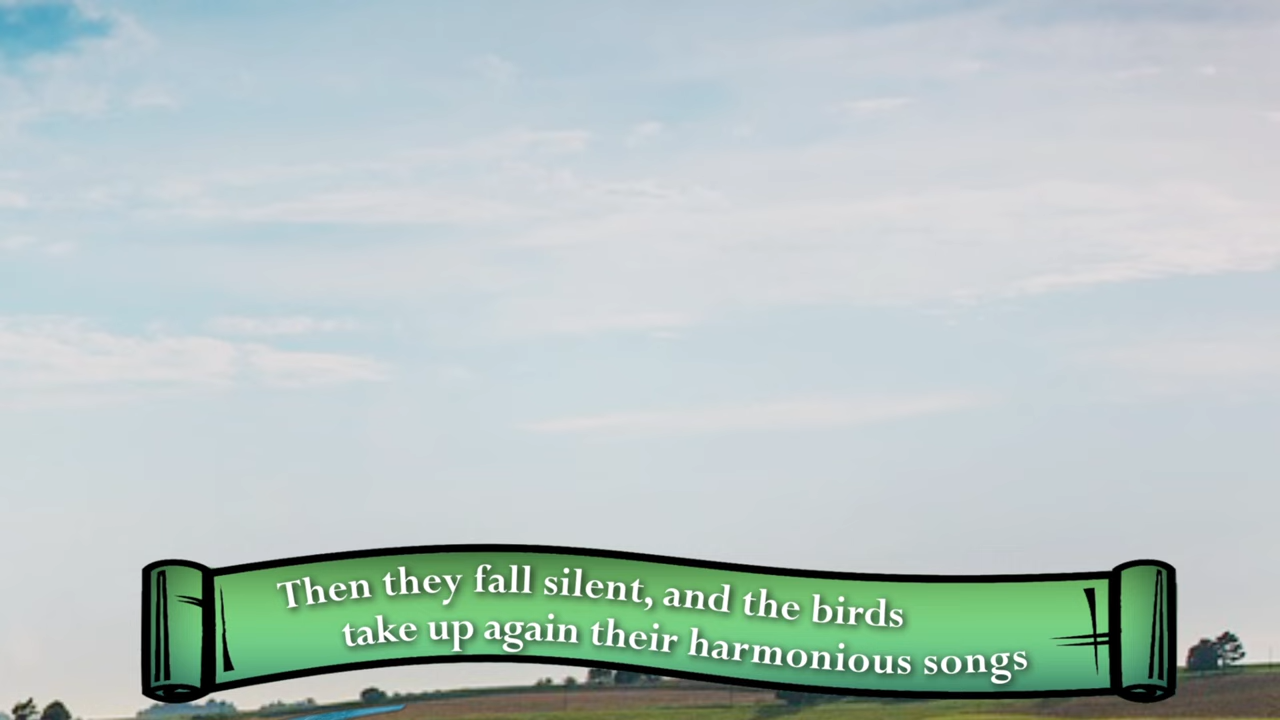 Then they fall silent, and the birds
take up again their harmonious songs